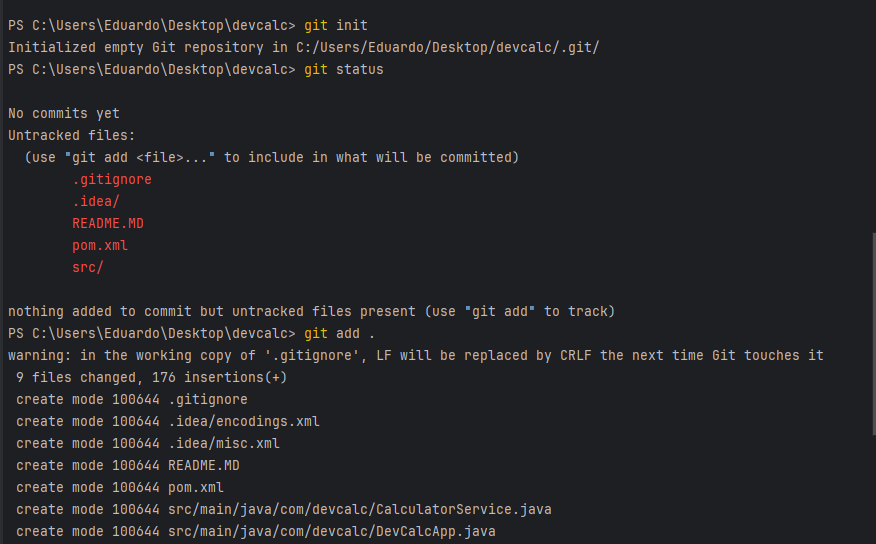 PS C:\Users\Eduardo\Desktop\devcalc> git init
Initialized empty Git repository in C:/Users/Eduardo/Desktop/devcalc/.git/
PS C:\Users\Eduardo\Desktop\devcalc> git status
No commits yet
Untracked files:
  (use "git add <file>..." to include in what will be committed)
        .gitignore
        .idea/
        README.MD
        pom.xml
        src/
nothing added to commit but untracked files present (use "git add" to track)
PS C:\Users\Eduardo\Desktop\devcalc> git add .
warning: in the working copy of '.gitignore', LF will be replaced by CRLF the next time Git touches it
 9 files changed, 176 insertions(+)
 create mode 100644 .gitignore
 create mode 100644 .idea/encodings.xml
 create mode 100644 .idea/misc.xml
 create mode 100644 README.MD
 create mode 100644 pom.xml
 create mode 100644 src/main/java/com/devcalc/CalculatorService.java
 create mode 100644 src/main/java/com/devcalc/DevCalcApp.java